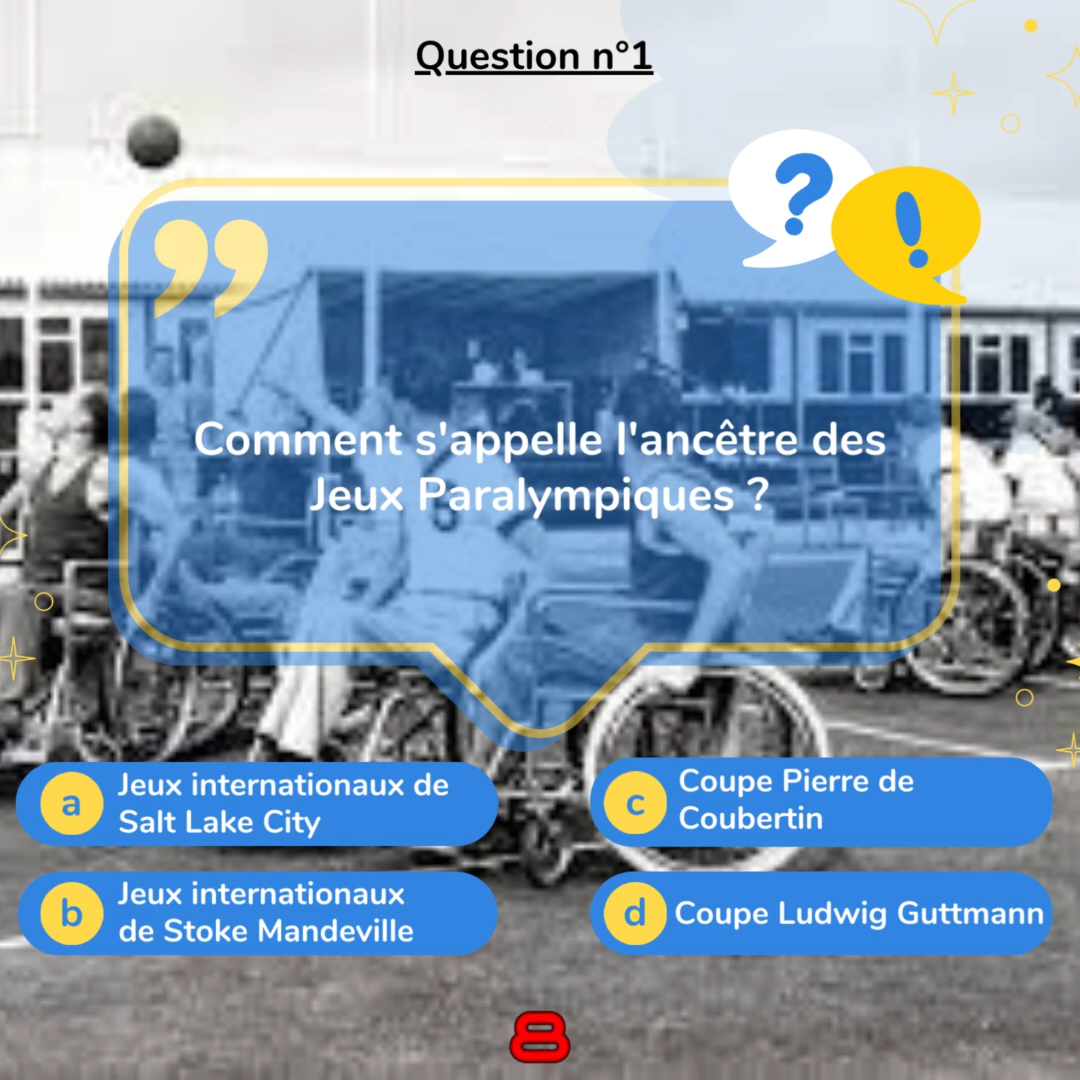 Question n°1
Comment s'appelle l'ancêtre des
Jeux Paralympiques ?
a
Jeux internationaux de
Salt Lake City
b
Jeux internationaux
de Stoke Mandeville
c
Coupe Pierre de
Coubertin
d
Coupe Ludwig Guttmann
8